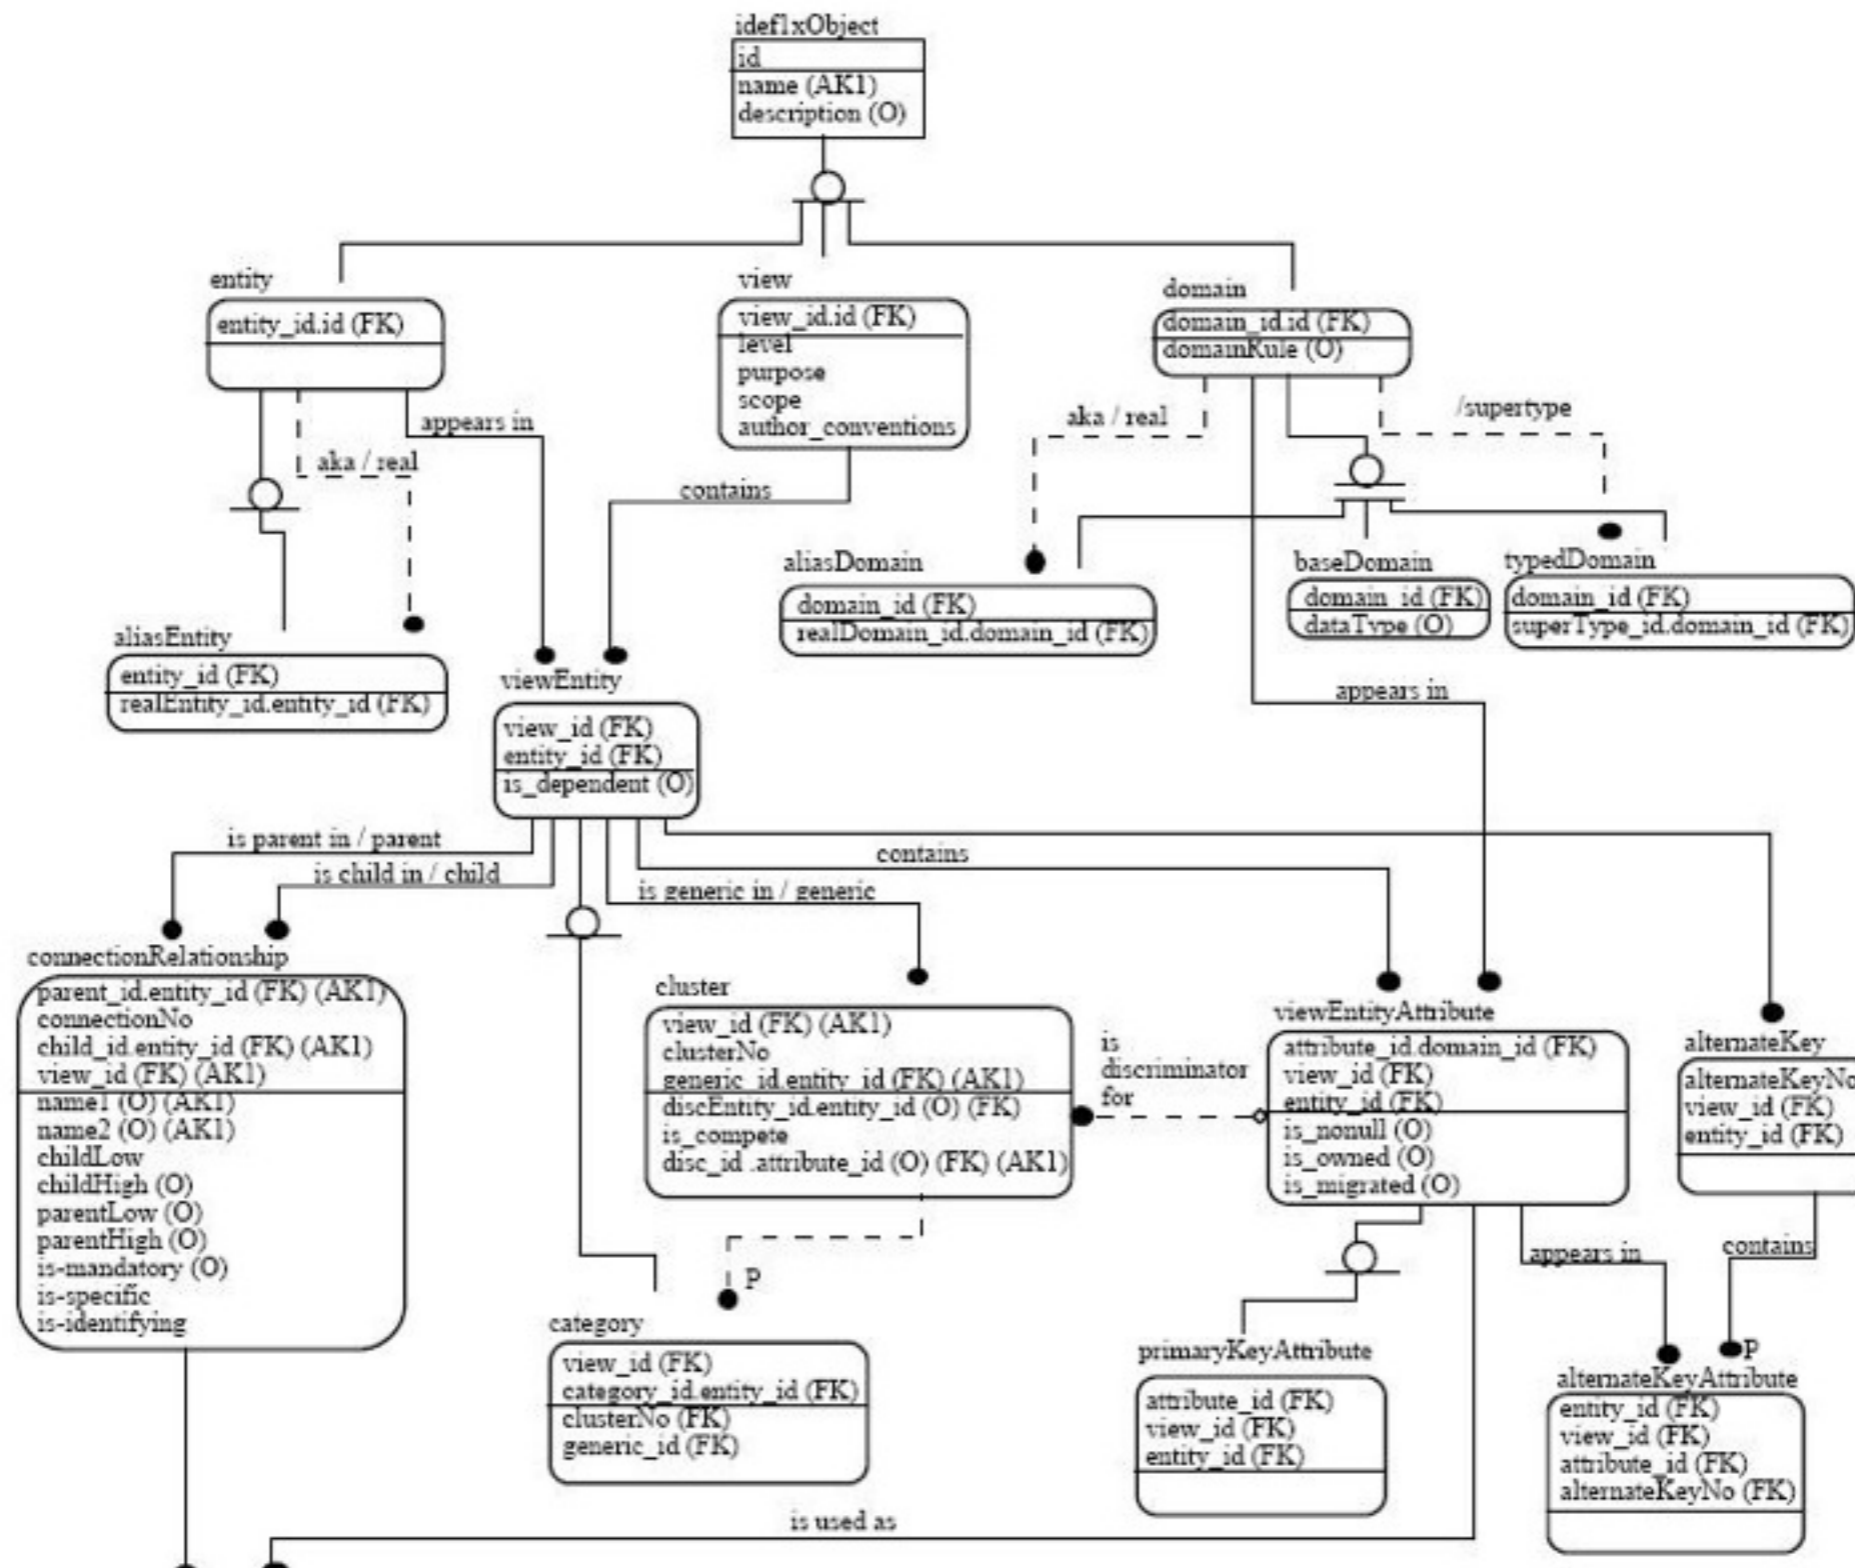 idef1xObject
id
name (AK1)
description (O)
entity
entity_id.id (FK)
view
view_id.id (FK)
level
purpose
scope
author_conventions
domain
domain_id.id (FK)
domainRule (O)
appears in
aka / real
contains
aka / real
/supertype
aliasDomain
domain_id (FK)
realDomain_id.domain_id (FK)
baseDomain
domain_id (FK)
dataType (O)
typedDomain
domain_id (FK)
superType_id.domain_id (FK)
aliasEntity
entity_id (FK)
realEntity_id.entity_id (FK)
viewEntity
view_id (FK)
entity_id (FK)
is_dependent (O)
appears in
is parent in / parent
is child in / child
contains
is generic in / generic
connectionRelationship
parent_id.entity_id (FK) (AK1)
connectionNo
child_id.entity_id (FK) (AK1)
view_id (FK) (AK1)
name1 (O) (AK1)
name2 (O) (AK1)
childLow
childHigh (O)
parentLow (O)
parentHigh (O)
is-mandatory (O)
is-specific
is-identifying
cluster
view_id (FK) (AK1)
clusterNo
generic_id.entity_id (FK) (AK1)
discEntity_id.entity_id (O) (FK)
is_compete
disc_id .attribute_id (O) (FK) (AK1)
is
discriminator
for
viewEntityAttribute
attribute_id.domain_id (FK)
view_id (FK)
entity_id (FK)
is_nonull (O)
is_owned (O)
is_migrated (O)
alternateKey
alternateKeyNo
view_id (FK)
entity_id (FK)
P
appears in
contains
P
category
view_id (FK)
category_id.entity_id (FK)
clusterNo (FK)
generic_id (FK)
primaryKeyAttribute
attribute_id (FK)
view_id (FK)
entity_id (FK)
alternateKeyAttribute
entity_id (FK)
view_id (FK)
attribute_id (FK)
alternateKeyNo (FK)
is used as